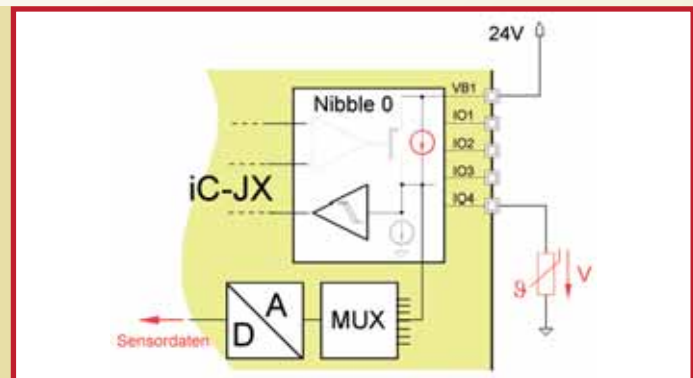 24V
VB1
Nibble 0
IO1
IO2
IO3
iC-JX
IO4
ϑ
V
A
D
MUX
Sensordaten